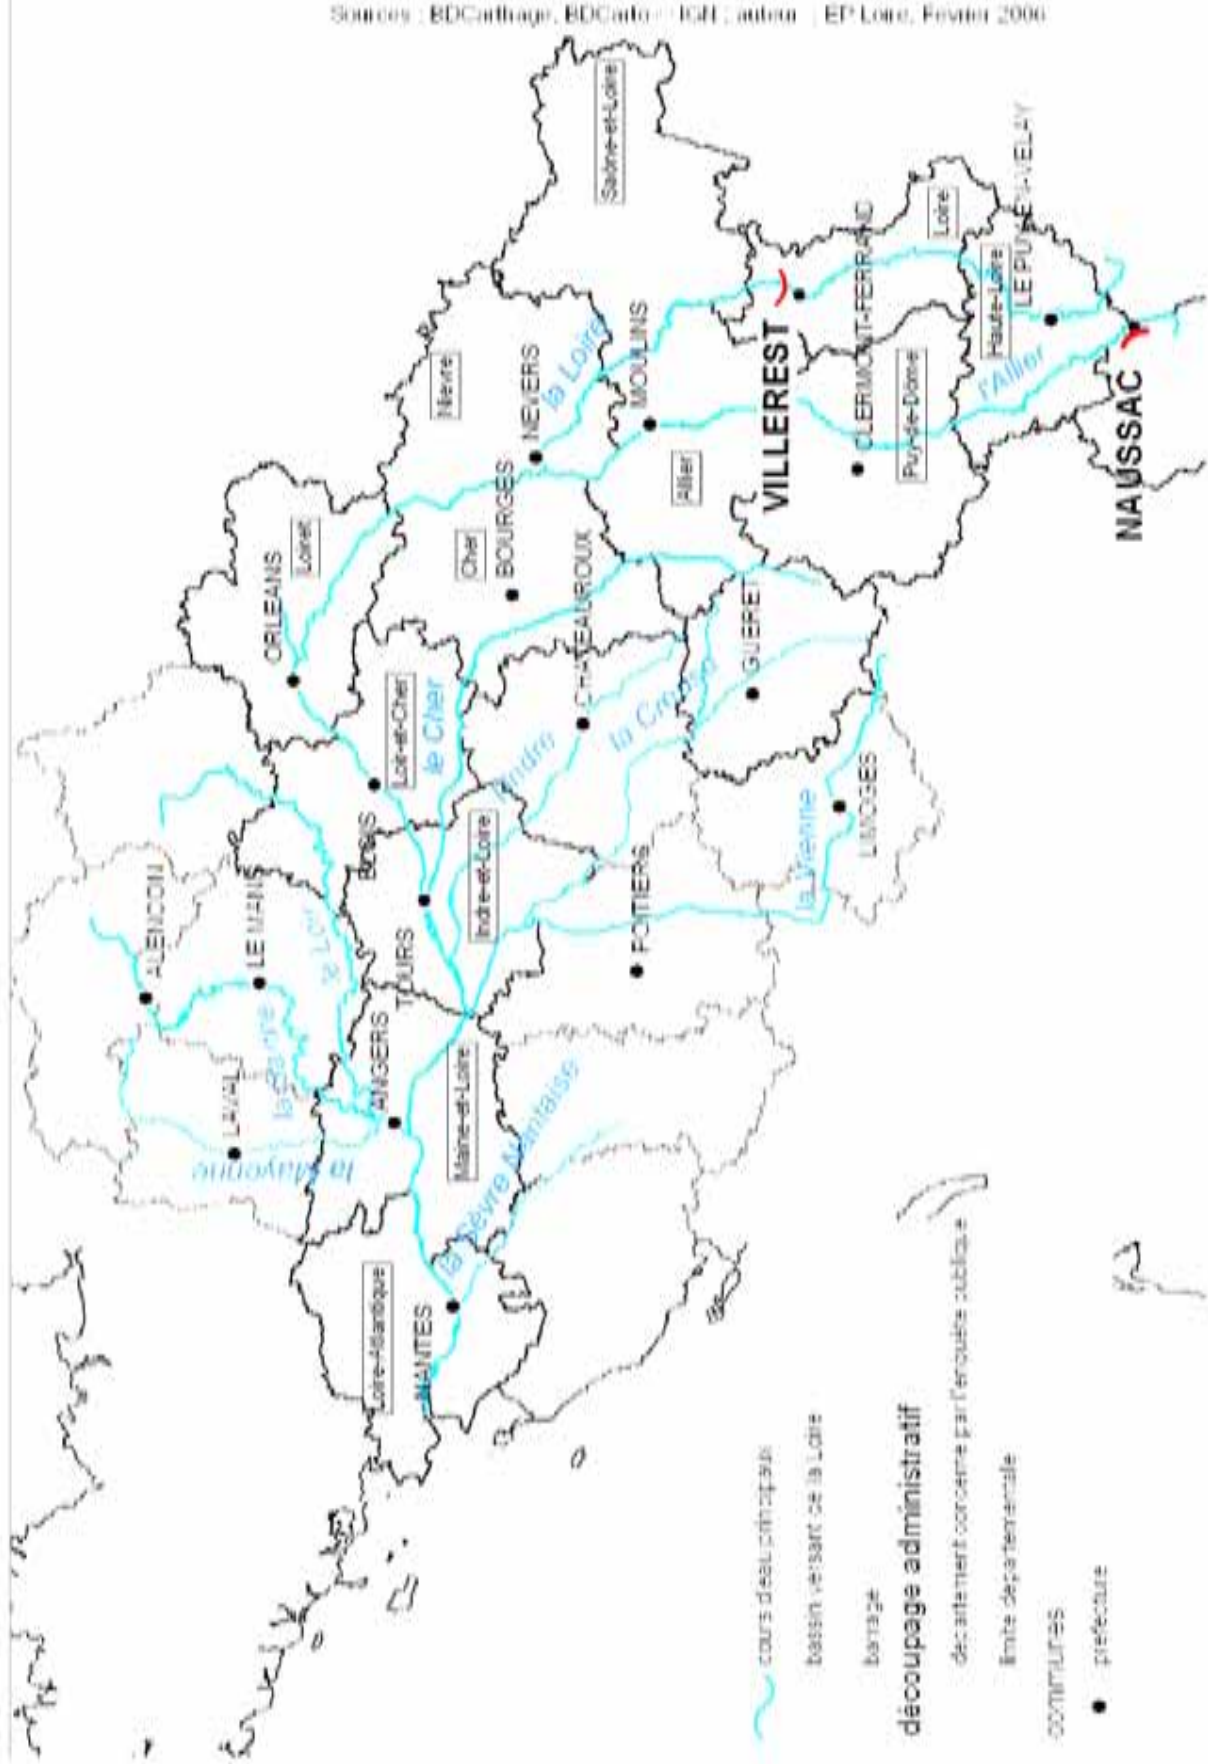 Sources : BDCarthage, BDCarto - IGN ; auteur : EP Loire, Février 2006
Saône-et-Loire
Nièvre
Loiret
ORLEANS
Cher
BOURGES
NEVERS
la Loire
MOULINS
Allier
VILLEREST
CLERMONT-FERRAND
Puy-de-Dôme
Loire
Haute-Loire
LE PUY-EN-VELAY
l'Allier
NAUSSAC
CHATEAUROUX
GUERET
Loir-et-Cher
le Cher
l'Indre
la Creuse
Indre-et-Loire
BLOIS
TOURS
POITIERS
LIMOGES
la Vienne
ALENCON
LE MANS
le Loir
LAVAL
la Mayenne
ANGERS
Maine-et-Loire
la Sèvre Nantaise
Loire-Atlantique
NANTES
cours d'eau principaux
bassin versant de la Loire
barrage
découpage administratif
département concerné par l'enquête publique
limite départementale
communes
préfecture